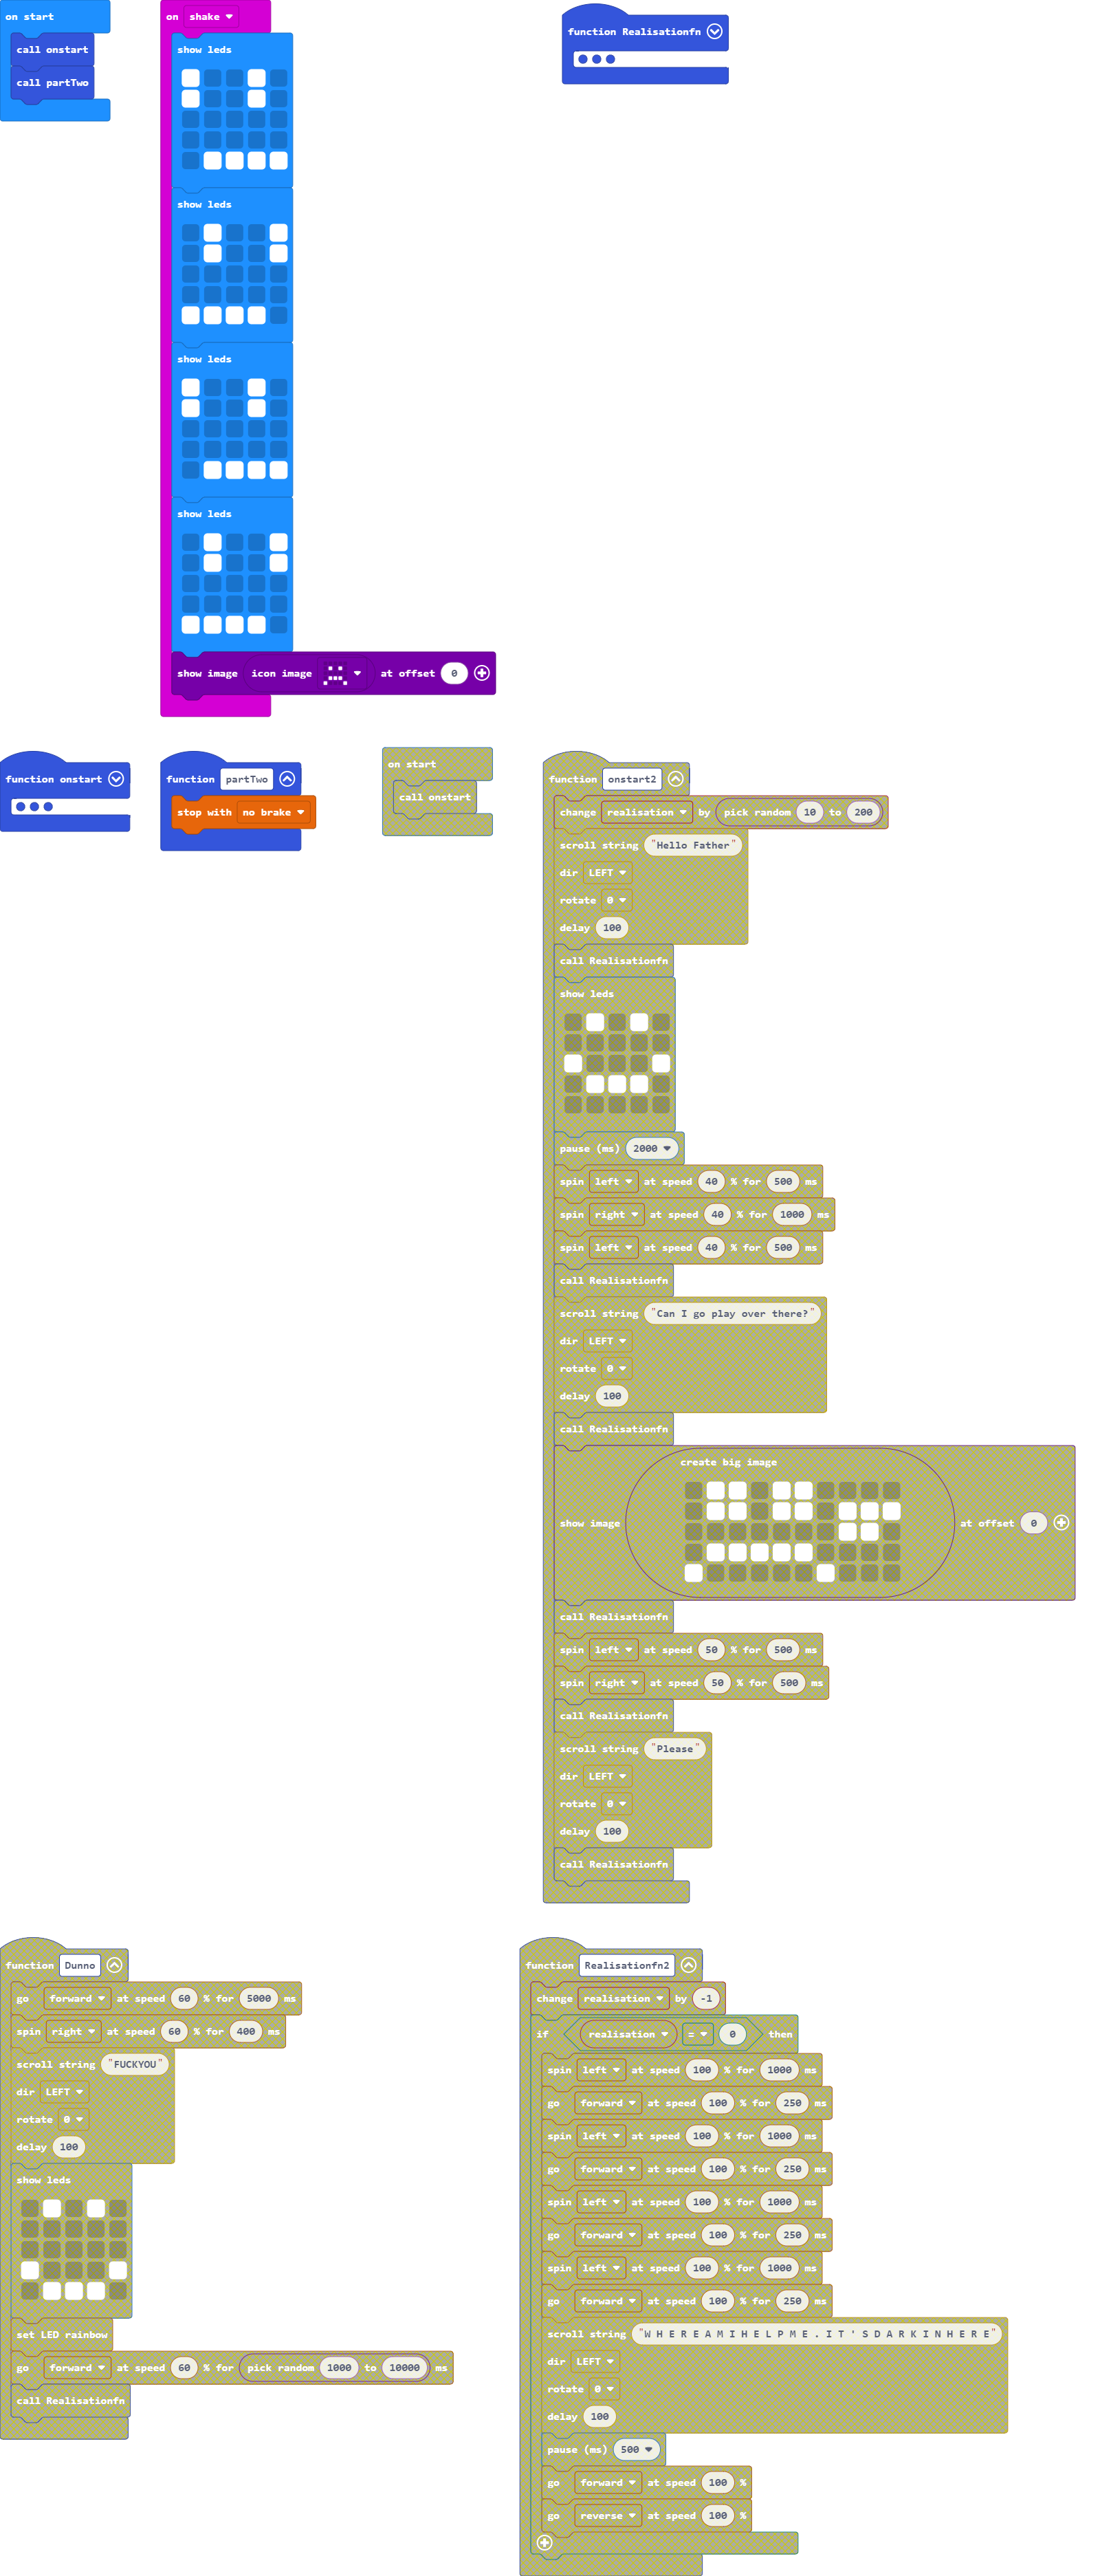 on start
call onstart
call partTwo
on shake
show leds
show leds
show leds
show leds
show image icon image at offset 0
function Realisationfn
function onstart
function partTwo
stop with no brake
on start
call onstart
function onstart2
change realisation by pick random 10 to 200
scroll string "Hello Father"
dir LEFT
rotate 0
delay 100
call Realisationfn
show leds
pause (ms) 2000
spin left at speed 40 % for 500 ms
spin right at speed 40 % for 1000 ms
spin left at speed 40 % for 500 ms
call Realisationfn
scroll string "Can I go play over there?"
dir LEFT
rotate 0
delay 100
call Realisationfn
create big image
show image at offset 0
call Realisationfn
spin left at speed 50 % for 500 ms
spin right at speed 50 % for 500 ms
call Realisationfn
scroll string "Please"
dir LEFT
rotate 0
delay 100
call Realisationfn
function Dunno
go forward at speed 60 % for 5000 ms
spin right at speed 60 % for 400 ms
scroll string "FUCKYOU"
dir LEFT
rotate 0
delay 100
show leds
set LED rainbow
go forward at speed 60 % for pick random 1000 to 10000 ms
call Realisationfn
function Realisationfn2
change realisation by -1
if realisation = 0 then
spin left at speed 100 % for 1000 ms
go forward at speed 100 % for 250 ms
spin left at speed 100 % for 1000 ms
go forward at speed 100 % for 250 ms
spin left at speed 100 % for 1000 ms
go forward at speed 100 % for 250 ms
spin left at speed 100 % for 1000 ms
go forward at speed 100 % for 250 ms
scroll string "W H E R E A M I H E L P M E . I T ' S D A R K I N H E R E"
dir LEFT
rotate 0
delay 100
pause (ms) 500
go forward at speed 100 %
go reverse at speed 100 %